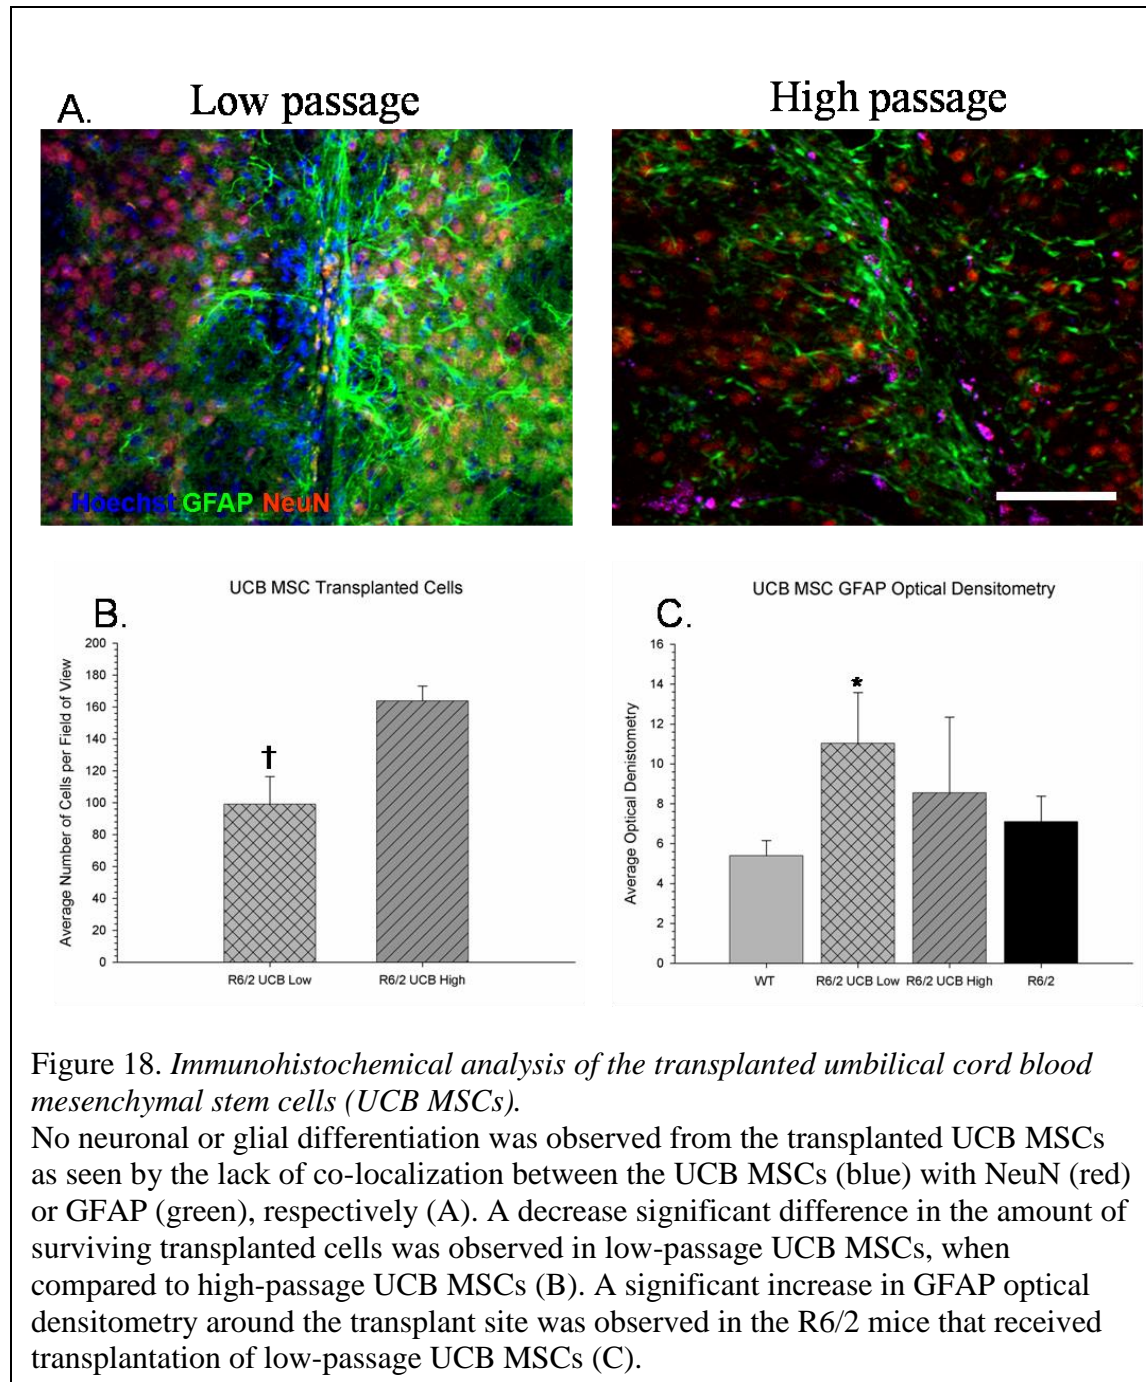 Low passage
High passage
A.
Hoechst GFAP NeuN
UCB MSC Transplanted Cells
B.
Average Number of Cells per Field of View
200
180
160
140
120
100
80
60
40
20
0
†
R6/2 UCB Low
R6/2 UCB High
UCB MSC GFAP Optical Densitometry
C.
Average Optical Denistometry
16
14
12
10
8
6
4
2
0
*
WT
R6/2 UCB Low
R6/2 UCB High
R6/2
Figure 18. Immunohistochemical analysis of the transplanted umbilical cord blood
mesenchymal stem cells (UCB MSCs).
No neuronal or glial differentiation was observed from the transplanted UCB MSCs
as seen by the lack of co-localization between the UCB MSCs (blue) with NeuN (red)
or GFAP (green), respectively (A). A decrease significant difference in the amount of
surviving transplanted cells was observed in low-passage UCB MSCs, when
compared to high-passage UCB MSCs (B). A significant increase in GFAP optical
densitometry around the transplant site was observed in the R6/2 mice that received
transplantation of low-passage UCB MSCs (C).